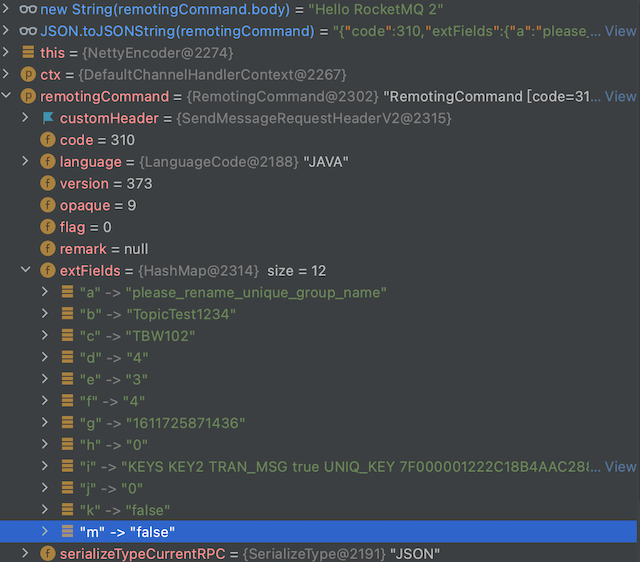 new String(remotingCommand.body) = "Hello RocketMQ 2"
JSON.toJSONString(remotingCommand) = "{"code":310,"extFields":{"a":"please_... View
this = {NettyEncoder@2274}
ctx = {DefaultChannelHandlerContext@2267}
remotingCommand = {RemotingCommand@2302} "RemotingCommand [code=31... View
customHeader = {SendMessageRequestHeaderV2@2315}
code = 310
language = {LanguageCode@2188} "JAVA"
version = 373
opaque = 9
flag = 0
remark = null
extFields = {HashMap@2314} size = 12
"a" -> "please_rename_unique_group_name"
"b" -> "TopicTest1234"
"c" -> "TBW102"
"d" -> "4"
"e" -> "3"
"f" -> "4"
"g" -> "1611725871436"
"h" -> "0"
"i" -> "KEYS KEY2 TRAN_MSG true UNIQ_KEY 7F000001222C18B4AAC28... View
"j" -> "0"
"k" -> "false"
"m" -> "false"
serializeTypeCurrentRPC = {SerializeType@2191} "JSON"